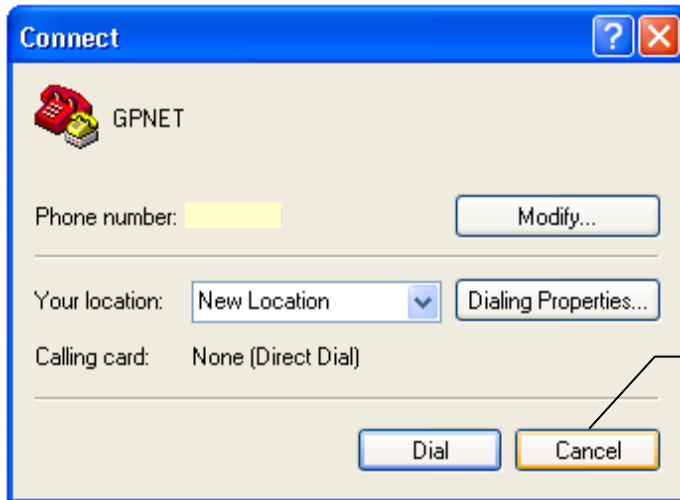 Connect
?
GPNET
Phone number:
Modify...
Your location: New Location
Dialing Properties...
Calling card: None (Direct Dial)
Dial
Cancel